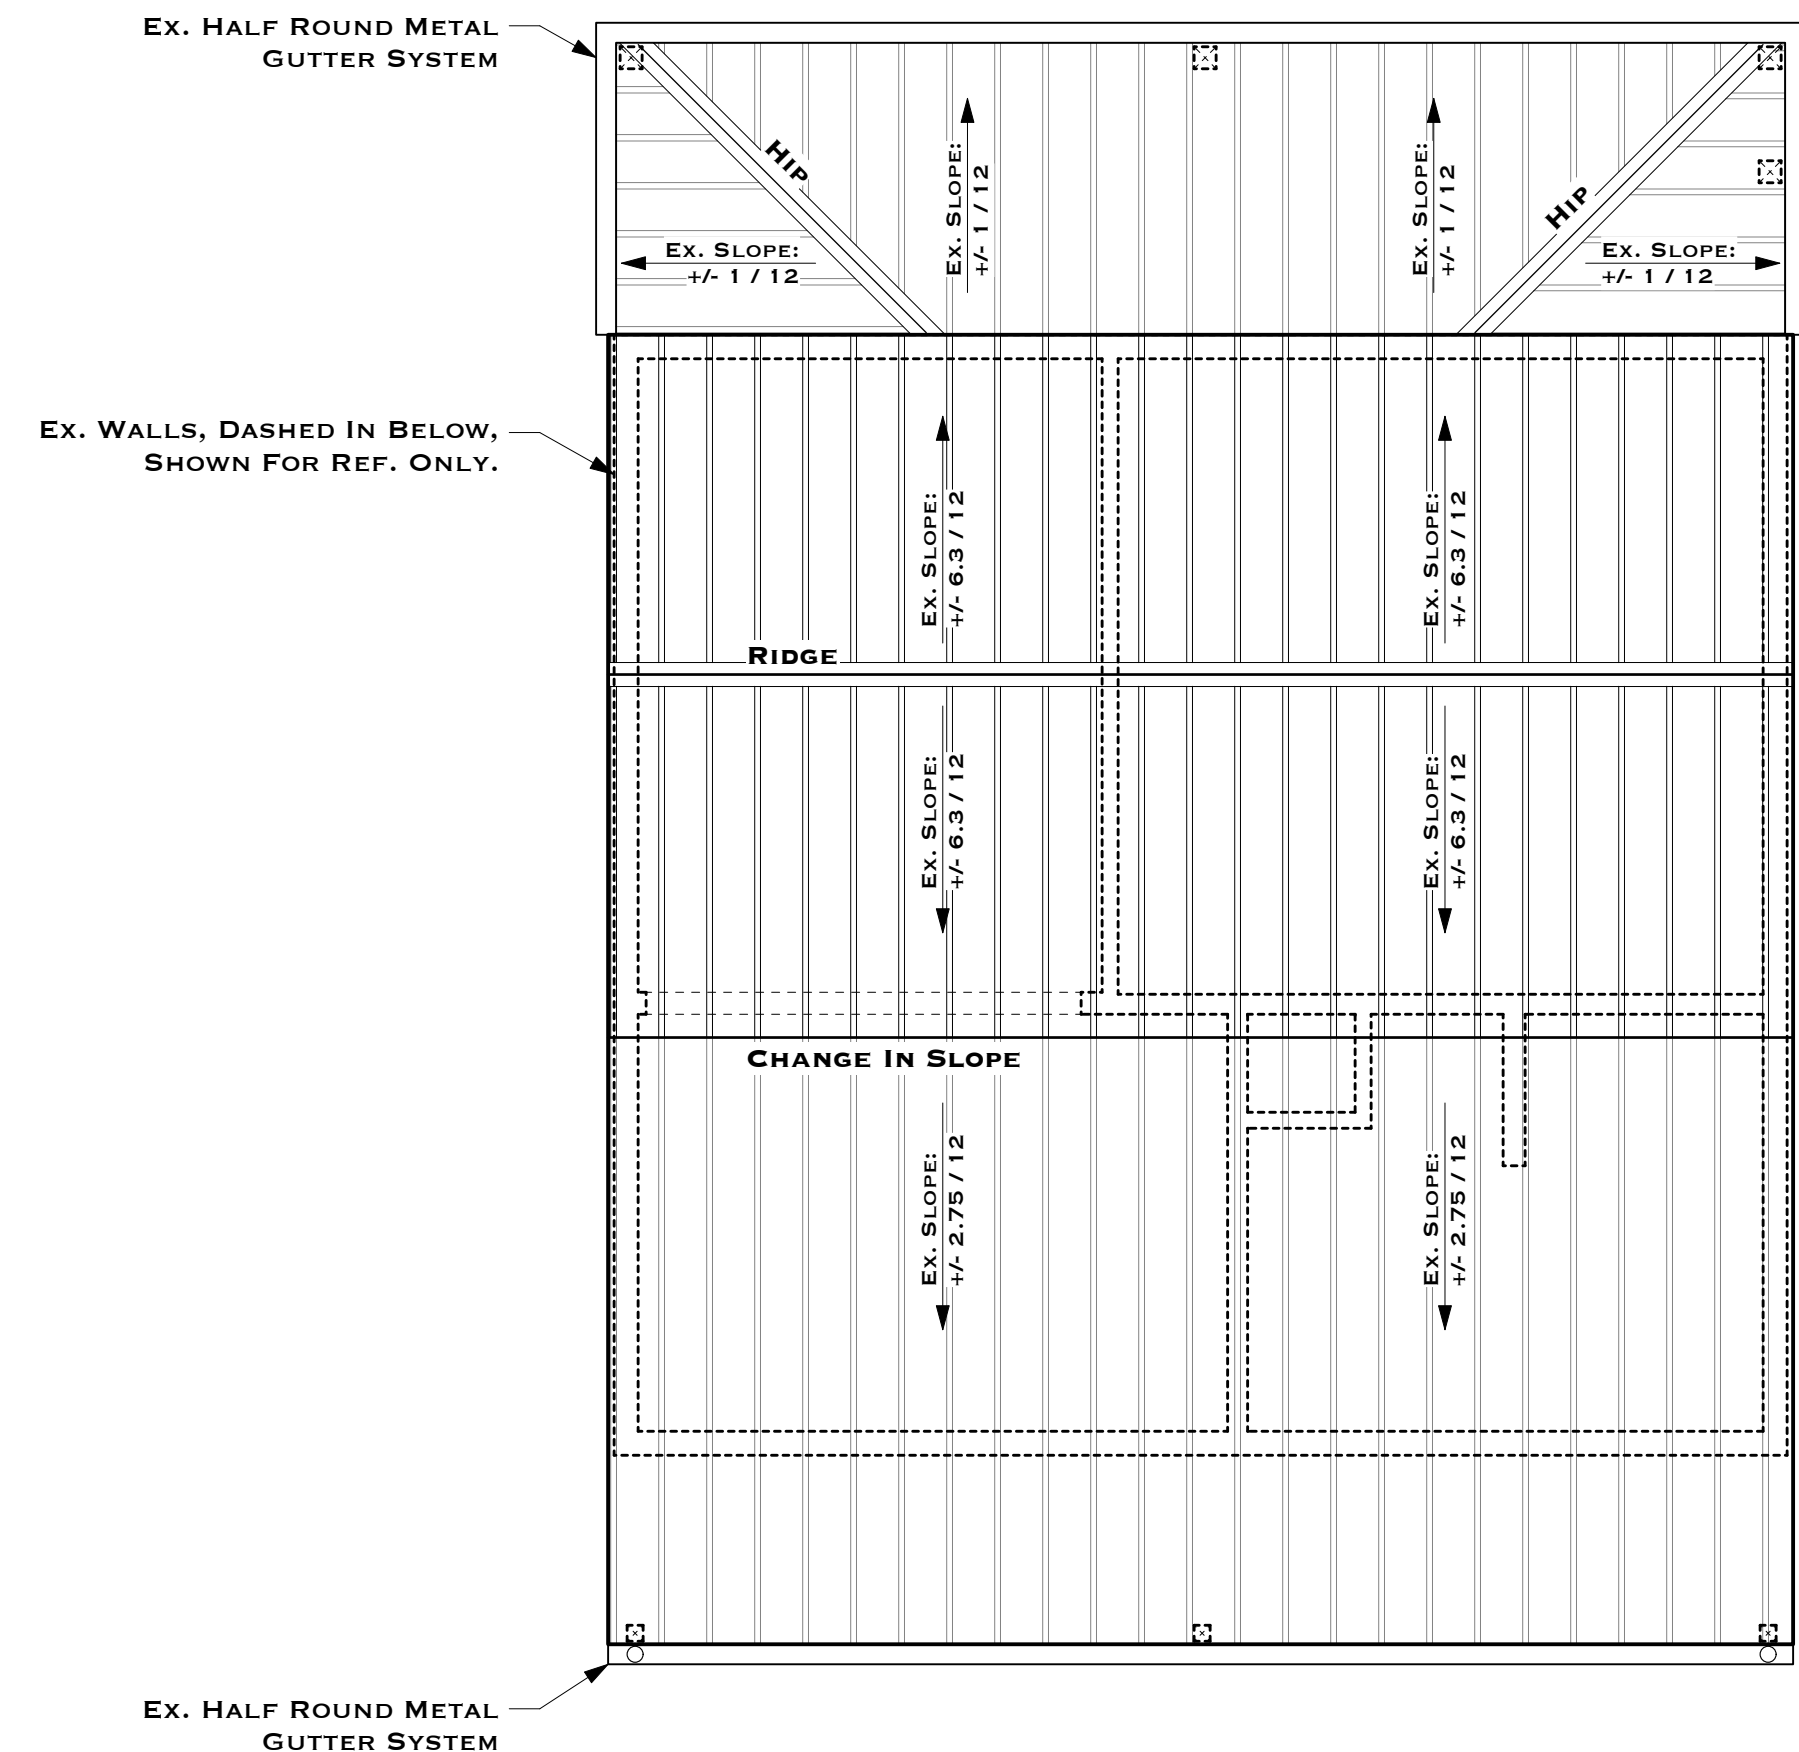 Ex. Half Round Metal
Gutter System
Hip
Ex. Slope:
+/- 1 / 12
Ex. Slope:
+/- 1 / 12
Hip
Ex. Slope:
+/- 1 / 12
Ex. Slope:
+/- 1 / 12
Ex. Walls, Dashed In Below,
Shown For Ref. Only.
Ex. Slope:
+/- 6.3 / 12
Ex. Slope:
+/- 6.3 / 12
Ridge
Ex. Slope:
+/- 6.3 / 12
Ex. Slope:
+/- 6.3 / 12
Change In Slope
Ex. Slope:
+/- 2.75 / 12
Ex. Slope:
+/- 2.75 / 12
Ex. Half Round Metal
Gutter System